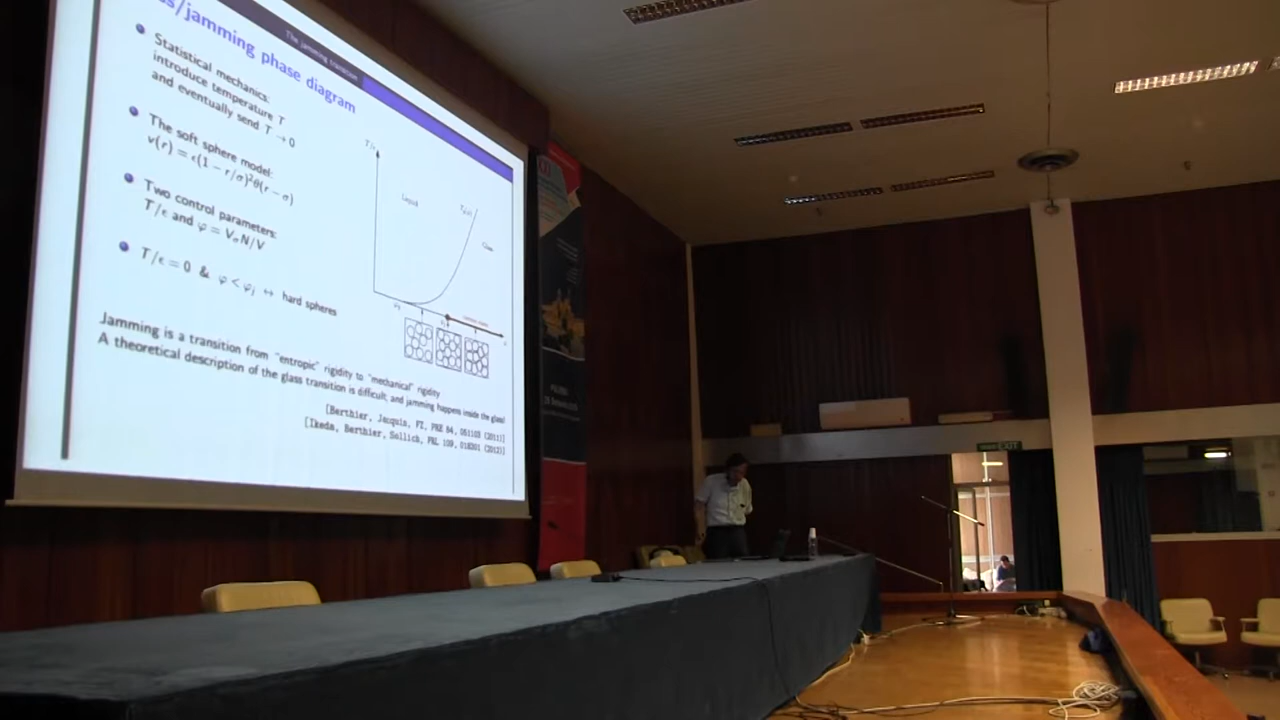 The jamming transition
s/jamming phase diagram
Statistical mechanics:
introduce temperature T
and eventually send T → 0
The soft sphere model:
v(r) = ϵ(1 − r/σ)²θ(r − σ)
Two control parameters:
T/ϵ and φ = VσN/V
T/ϵ = 0 & φ < φj ↔ hard spheres
Liquid
Glass
Jamming is a transition from "entropic" rigidity to "mechanical" rigidity
A theoretical description of the glass transition is difficult, and jamming happens inside the glass!
[Berthier, Jacquin, FZ, PRE 84, 051103 (2011)]
[Ikeda, Berthier, Sollich, PRL 109, 018301 (2012)]
EXIT